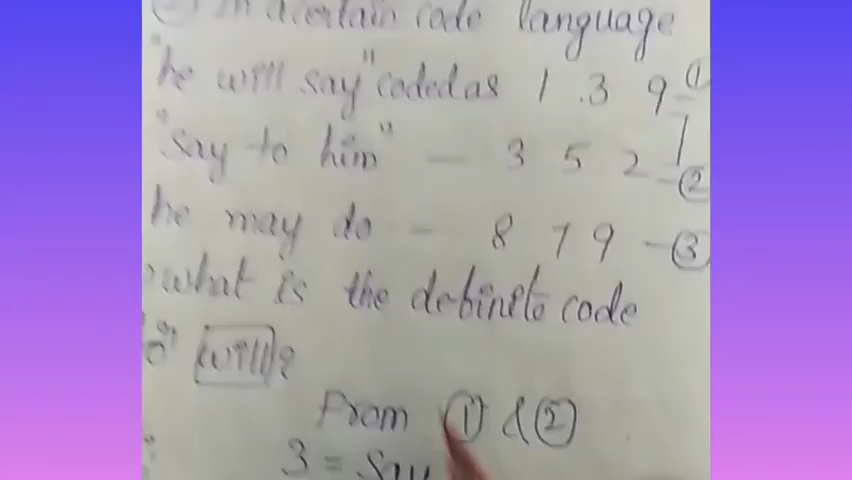 in a certain code language
"he will say" coded as 1 .3 9 - ①
"say to him" - 3 5 2 - ②
he may do - 8 7 9 - ③
what is the definite code
(will)?
From ① & ②
3 = Say